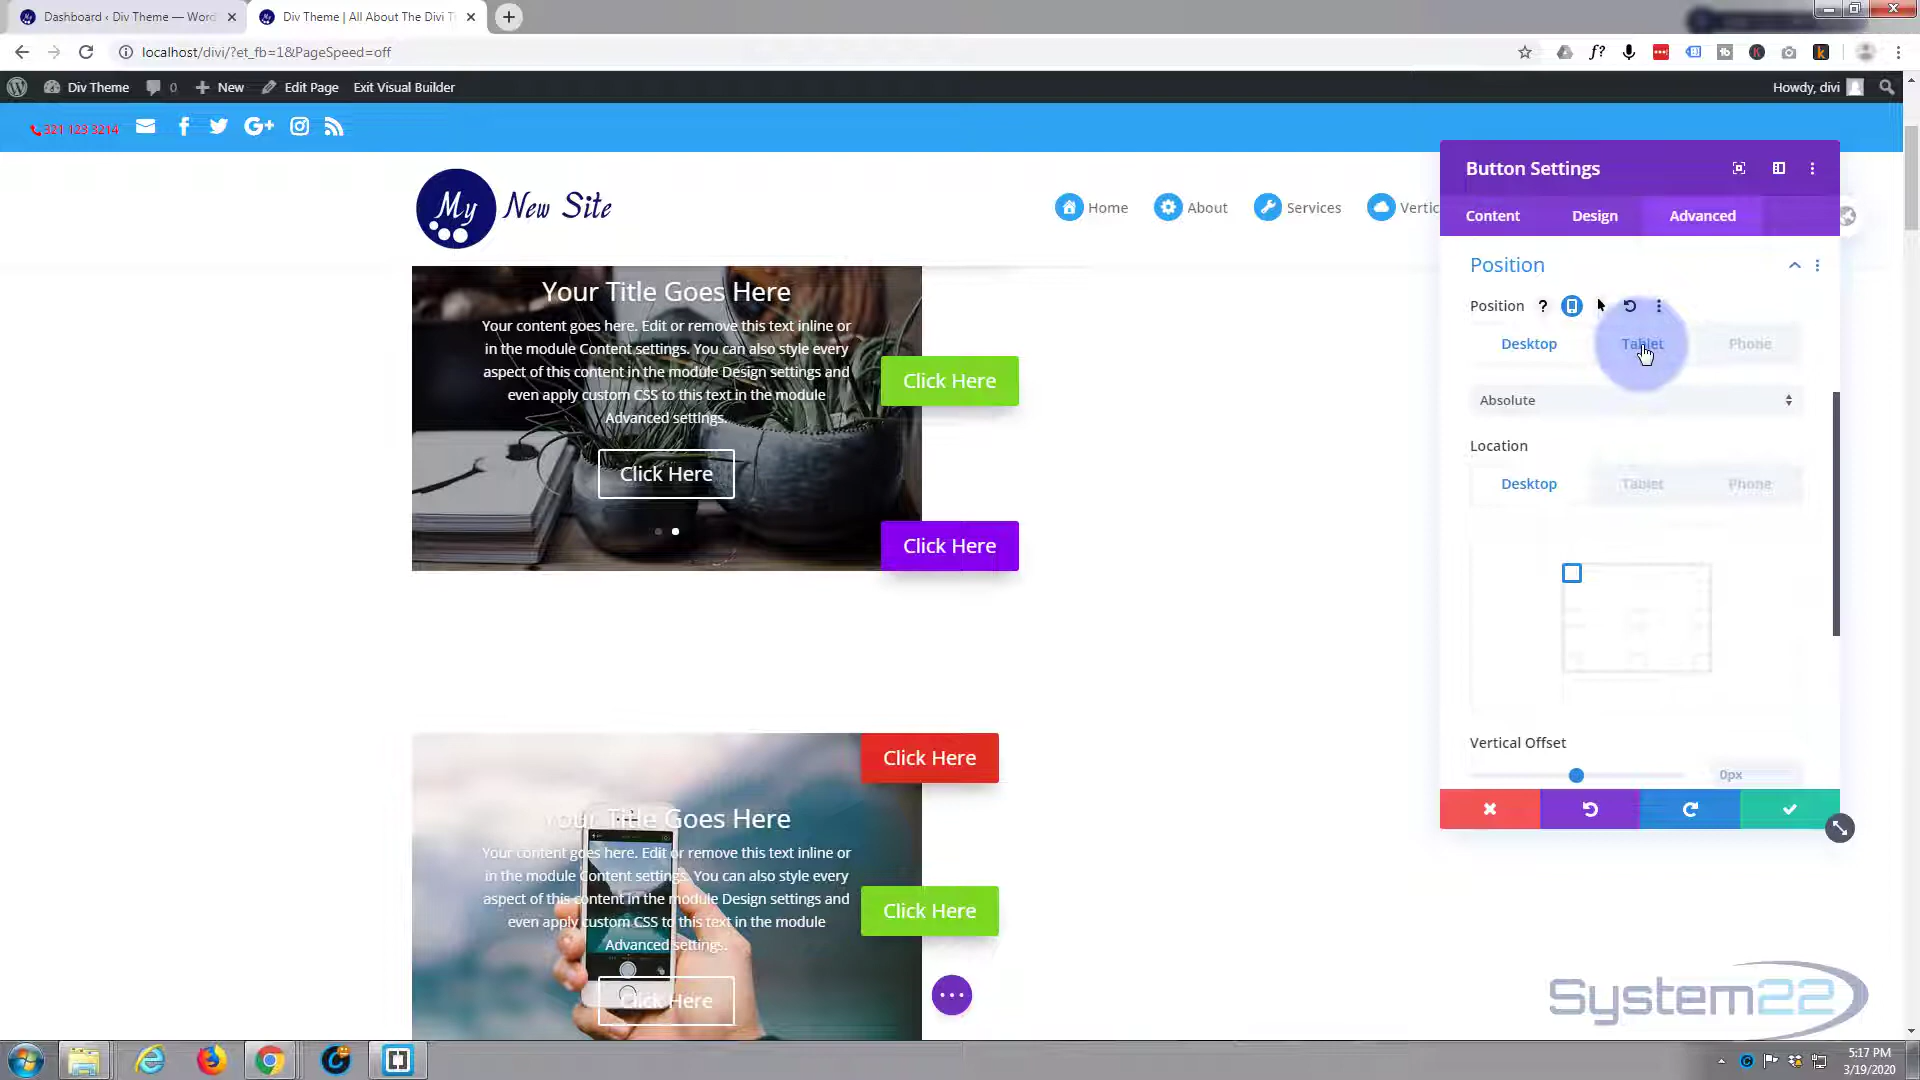 Dashboard ‹ Div Theme — Word
Div Theme | All About The Divi T
localhost/divi/?et_fb=1&PageSpeed=off
Div Theme
0
New
Edit Page
Exit Visual Builder
Howdy, divi
321 123 3214
My New Site
Home
About
Services
Vertic
Button Settings
Content
Design
Advanced
Position
Position
Desktop
Tablet
Phone
Absolute
Location
Desktop
Tablet
Phone
Vertical Offset
0px
Your Title Goes Here
Your content goes here. Edit or remove this text inline or
in the module Content settings. You can also style every
aspect of this content in the module Design settings and
even apply custom CSS to this text in the module
Advanced settings.
Click Here
Click Here
Click Here
Click Here
Your Title Goes Here
Your content goes here. Edit or remove this text inline or
in the module Content settings. You can also style every
aspect of this content in the module Design settings and
even apply custom CSS to this text in the module
Advanced settings.
Click Here
Click Here
System22
5:17 PM
3/19/2020